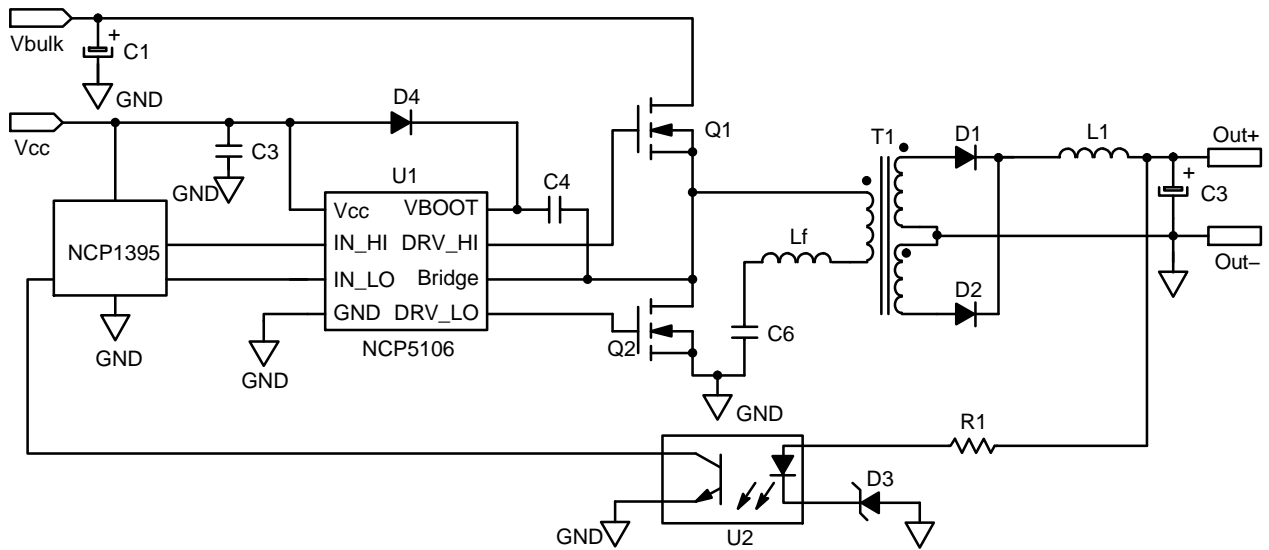 Vbulk
+
C1
GND
Vcc
D4
C3
GND
Q1
T1
D1
L1
Out+
+
C3
U1
C4
Vcc
VBOOT
NCP1395
IN_HI
DRV_HI
IN_LO
Bridge
GND
DRV_LO
Lf
Out–
D2
GND
NCP5106
GND
Q2
C6
GND
R1
D3
GND
U2